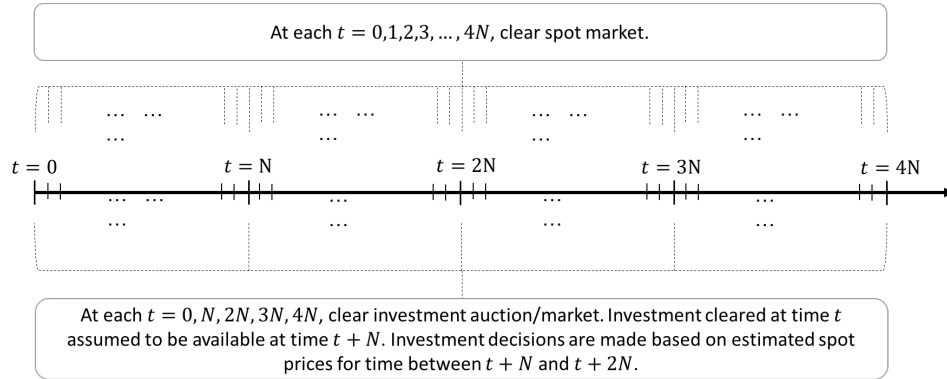 At each t = 0,1,2,3, … , 4N, clear spot market.
… …
…
… …
…
… …
…
… …
…
t = 0
t = N
t = 2N
t = 3N
t = 4N
… …
…
…
…
…
…
…
…
At each t = 0, N, 2N, 3N, 4N, clear investment auction/market. Investment cleared at time t
assumed to be available at time t + N. Investment decisions are made based on estimated spot
prices for time between t + N and t + 2N.